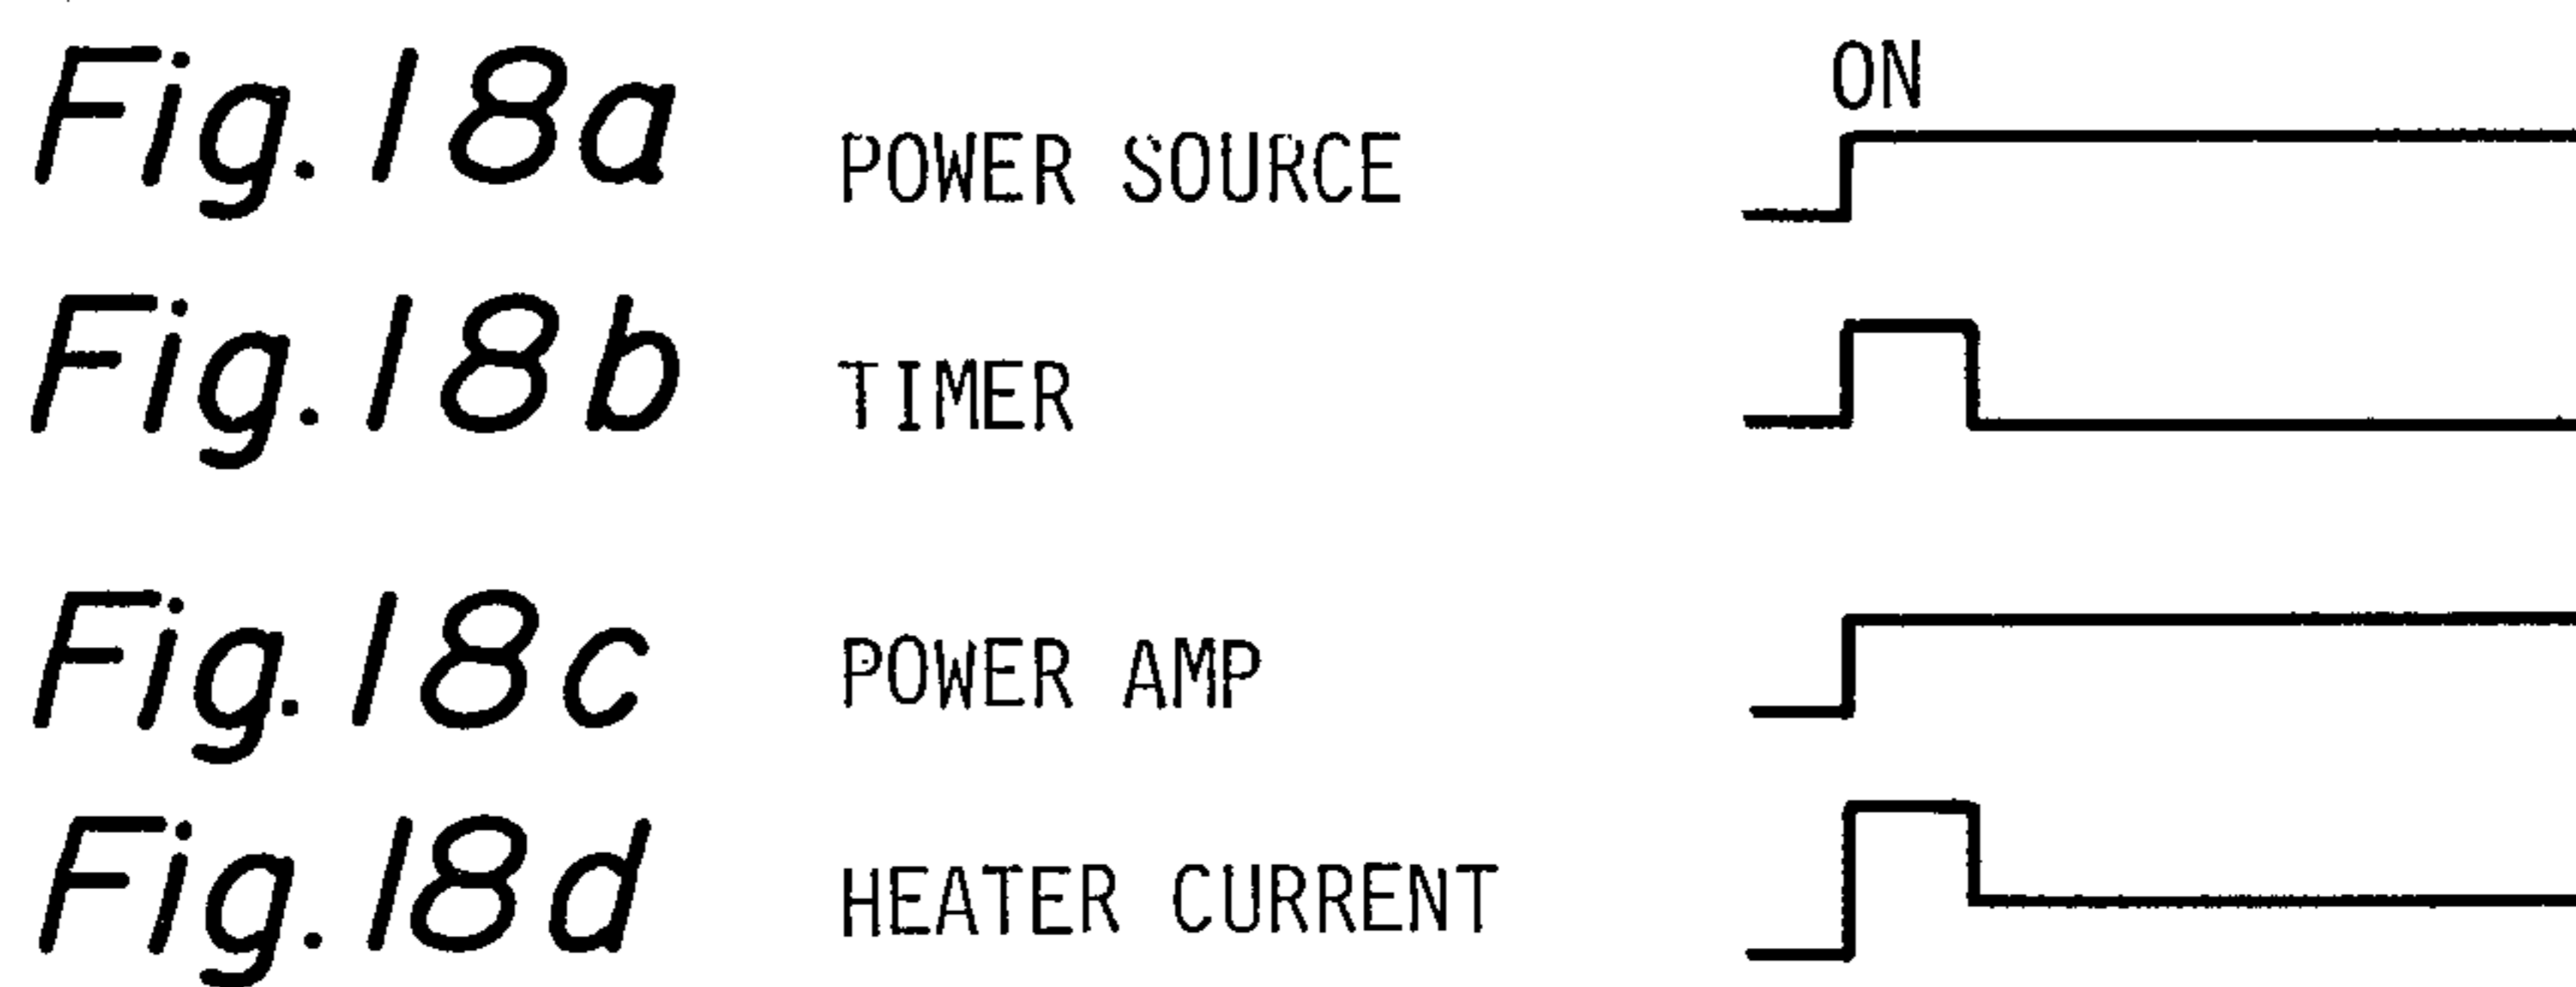 ON
Fig. 18a POWER SOURCE
Fig. 18b TIMER
Fig. 18c POWER AMP
Fig. 18d HEATER CURRENT